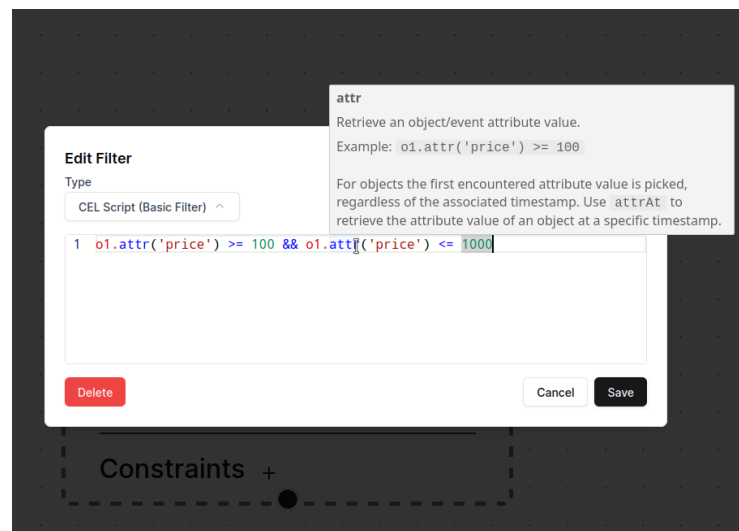 attr
Retrieve an object/event attribute value.
Example: o1.attr('price') >= 100
For objects the first encountered attribute value is picked,
regardless of the associated timestamp. Use attrAt to
retrieve the attribute value of an object at a specific timestamp.
Edit Filter
Type
CEL Script (Basic Filter)
1 o1.attr('price') >= 100 && o1.attr('price') <= 1000
Delete
Cancel
Save
Constraints +